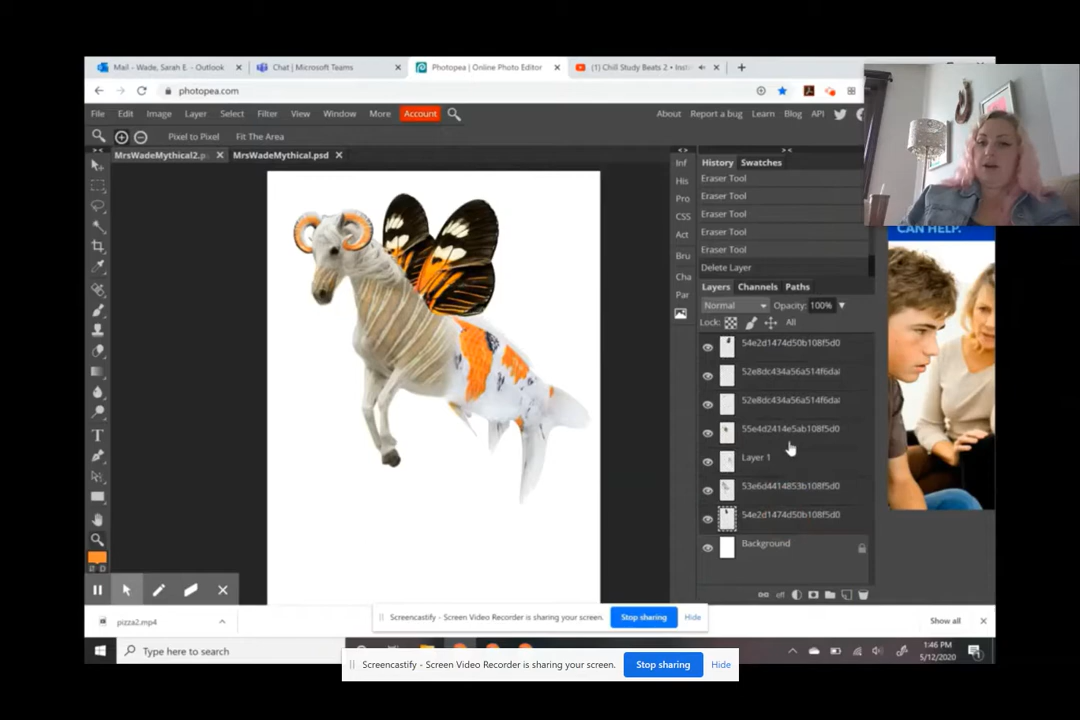 Mail - Wade, Sarah E. - Outlook
Chat | Microsoft Teams
Photopea | Online Photo Editor
(1) Chill Study Beats 2 • Inst
photopea.com
File Edit Image Layer Select Filter View Window More Account
About Report a bug Learn Blog API
Pixel to Pixel Fit The Area
MrsWadeMythical2.p
MrsWadeMythical.psd
Inf
His
Pro
CSS
Act
Bru
Cha
Par
History Swatches
Eraser Tool
Eraser Tool
Eraser Tool
Eraser Tool
Eraser Tool
Delete Layer
Layers Channels Paths
Normal Opacity: 100%
Lock: All
54e2d1474d50b108f5d0
52e8dc434a56a514f6dal
52e8dc434a56a514f6dal
55e4d2414e5ab108f5d0
Layer 1
53e6d4414853b108f5d0
54e2d1474d50b108f5d0
Background
off
D
T
CAN HELP.
pizza2.mp4
Screencastify - Screen Video Recorder is sharing your screen. Stop sharing Hide
Show all
Type here to search
Screencastify - Screen Video Recorder is sharing your screen. Stop sharing Hide
1:46 PM
5/12/2020
1